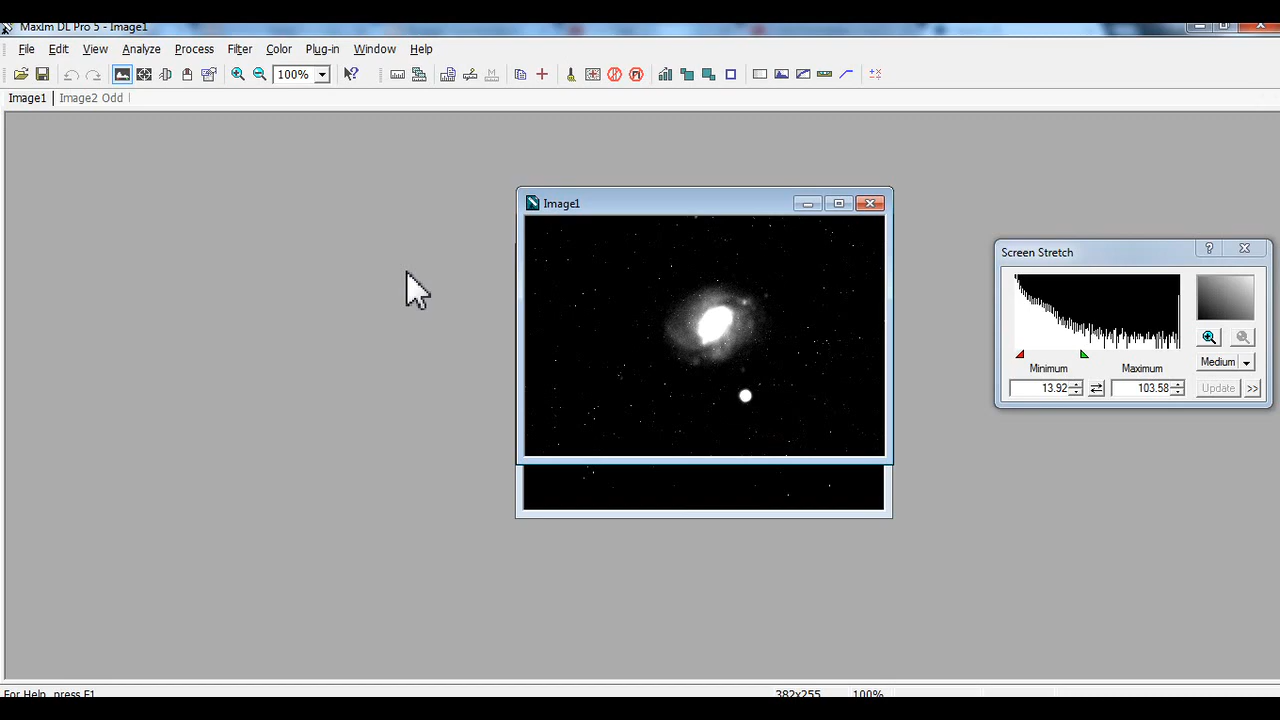 MaxIm DL Pro 5 - Image1
File Edit View Analyze Process Filter Color Plug-in Window Help
100%
Image1 Image2 Odd
Image1
Screen Stretch
Medium
Minimum Maximum
13.92 103.58 Update >>
For Help, press F1 382x255 100%